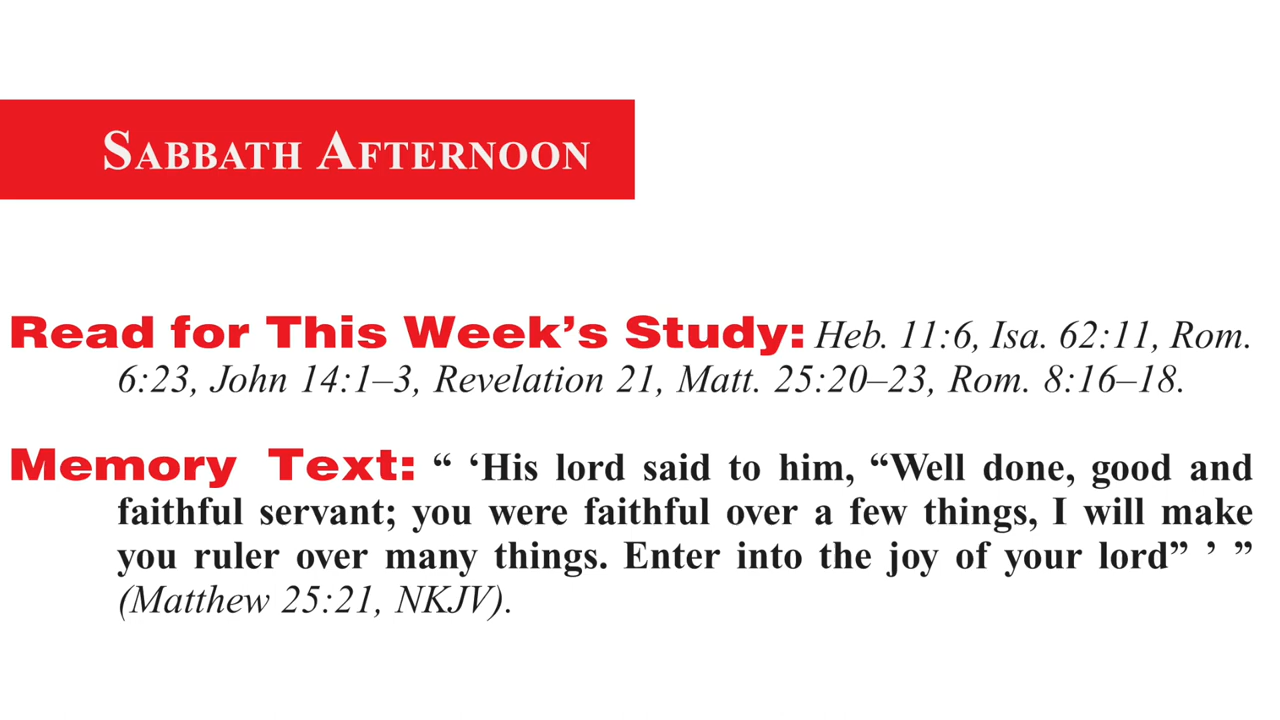 SABBATH AFTERNOON
Read for This Week’s Study: Heb. 11:6, Isa. 62:11, Rom.
6:23, John 14:1–3, Revelation 21, Matt. 25:20–23, Rom. 8:16–18.
Memory Text: “ ‘His lord said to him, “Well done, good and
faithful servant; you were faithful over a few things, I will make
you ruler over many things. Enter into the joy of your lord” ’ ”
(Matthew 25:21, NKJV).